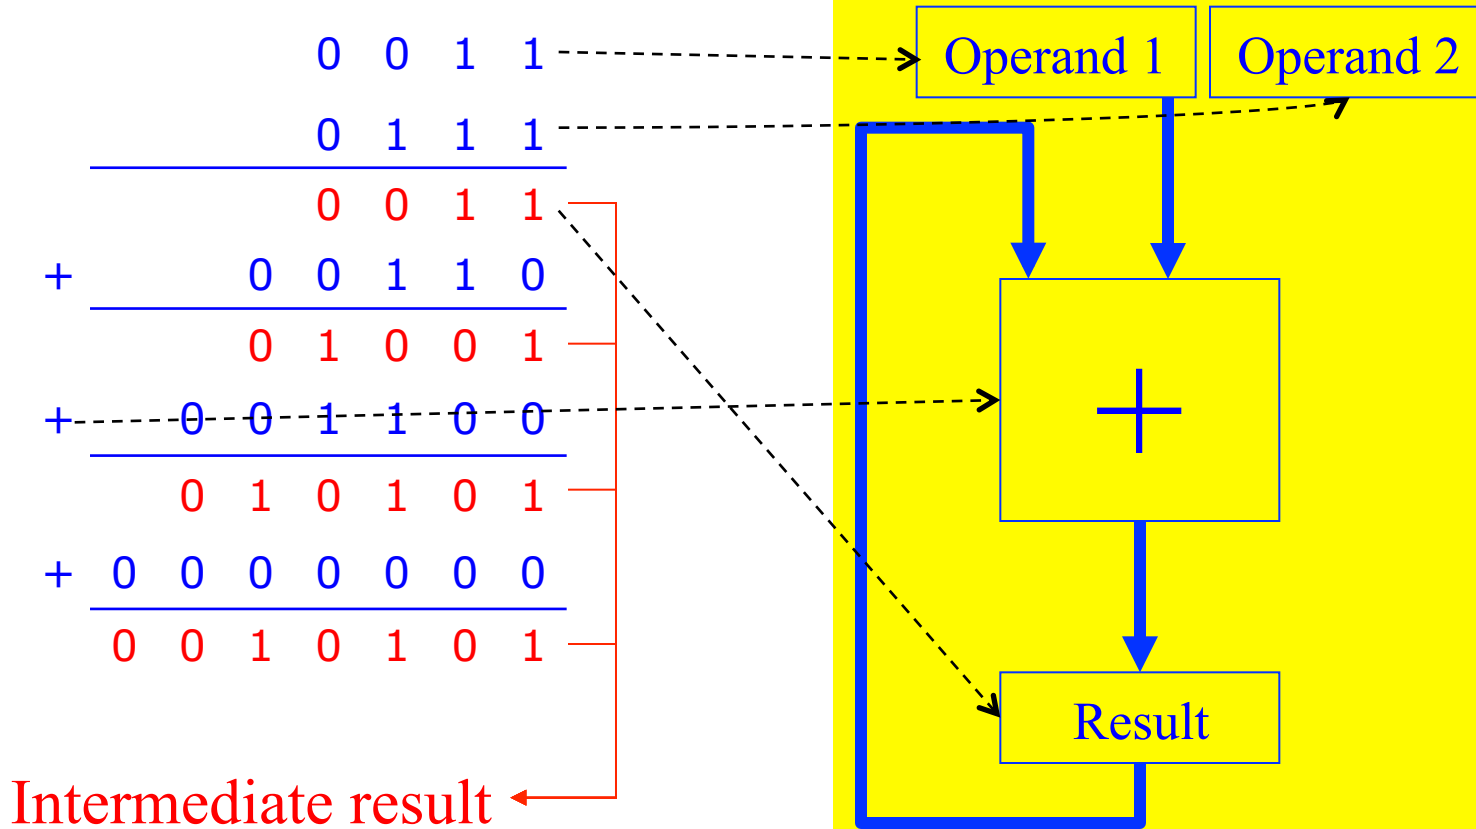 0 0 1 1
0 1 1 1
0 0 1 1
+ 0 0 1 1 0
0 1 0 0 1
+ 0 0 1 1 0 0
0 1 0 1 0 1
+ 0 0 0 0 0 0 0
0 0 1 0 1 0 1
Intermediate result
Operand 1 Operand 2
+
Result